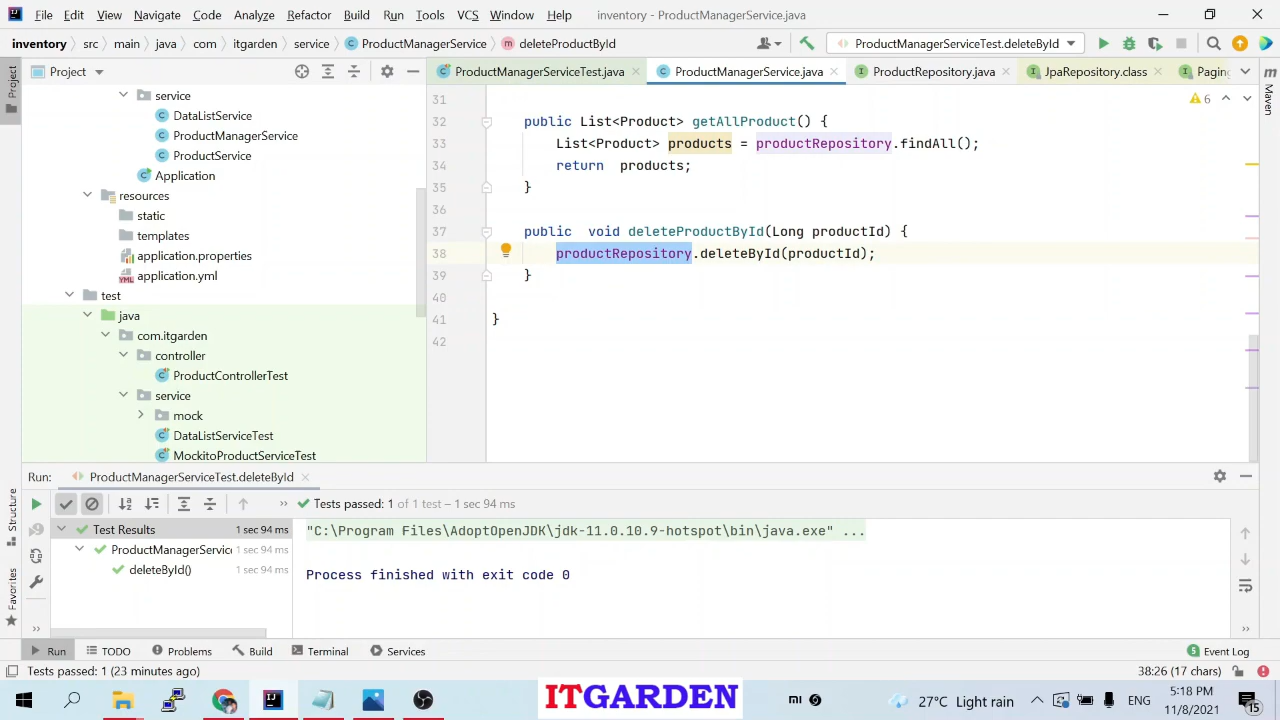 File Edit View Navigate Code Analyze Refactor Build Run Tools VCS Window Help inventory - ProductManagerService.java
inventory src main java com itgarden service ProductManagerService deleteProductById ProductManagerServiceTest.deleteById
Project
Project
ProductManagerServiceTest.java ProductManagerService.java ProductRepository.java JpaRepository.class Paging
Maven
service
DataListService
ProductManagerService
ProductService
Application
resources
static
templates
application.properties
application.yml
test
java
com.itgarden
controller
ProductControllerTest
service
mock
DataListServiceTest
MockitoProductServiceTest
6
31
32 public List<Product> getAllProduct() {
33 List<Product> products = productRepository.findAll();
34 return products;
35 }
36
37 public void deleteProductById(Long productId) {
38 productRepository.deleteById(productId);
39 }
40
41 }
42
Run: ProductManagerServiceTest.deleteById
Tests passed: 1 of 1 test – 1 sec 94 ms
Test Results 1 sec 94 ms
ProductManagerServic 1 sec 94 ms
deleteById() 1 sec 94 ms
"C:\Program Files\AdoptOpenJDK\jdk-11.0.10.9-hotspot\bin\java.exe" ...
Process finished with exit code 0
Structure
Favorites
Run TODO Problems Build Terminal Services 5 Event Log
Tests passed: 1 (23 minutes ago) 38:26 (17 chars)
ITGARDEN
27°C Light rain ENG 5:18 PM
11/8/2021 15